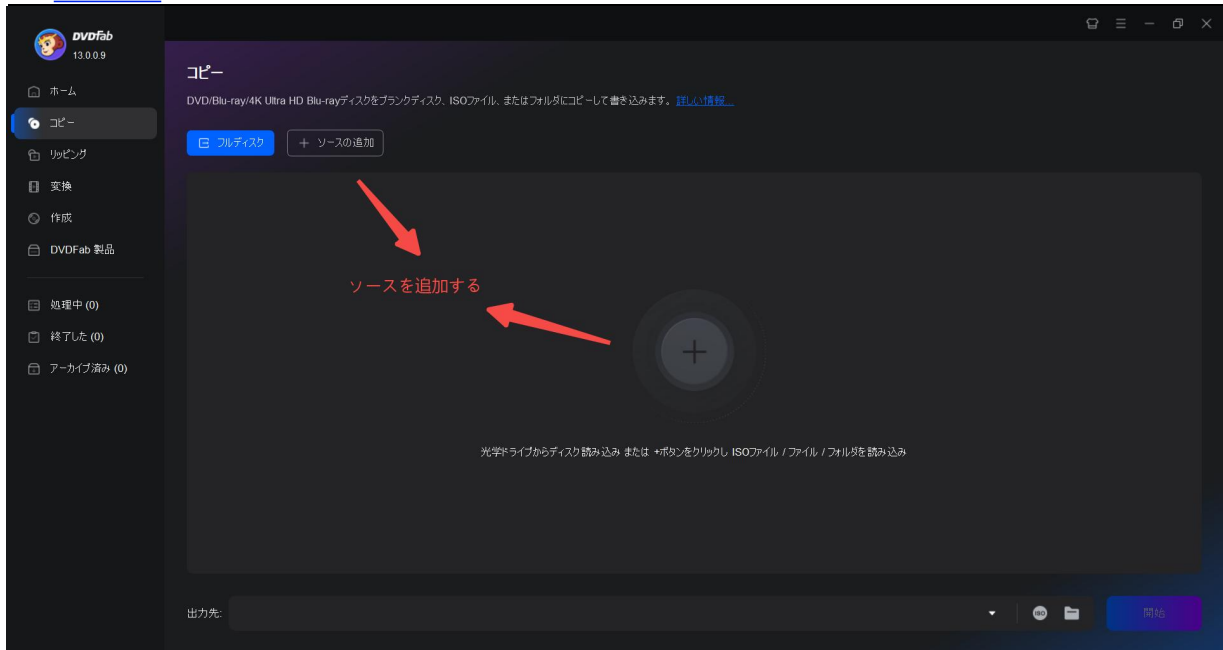 DVDFab
13.0.0.9
ホーム
コピー
リッピング
変換
作成
DVDFab 製品
処理中 (0)
終了した (0)
アーカイブ済み (0)
コピー
DVD/Blu-ray/4K Ultra HD Blu-rayディスクをブランクディスク、ISOファイル、またはフォルダにコピーして書き込みます。 詳しい情報...
フルディスク
+ ソースの追加
ソースを追加する
光学ドライブからディスク読み込み または +ボタンをクリックし ISOファイル / ファイル / フォルダを読み込み
出力先:
ISO
開始